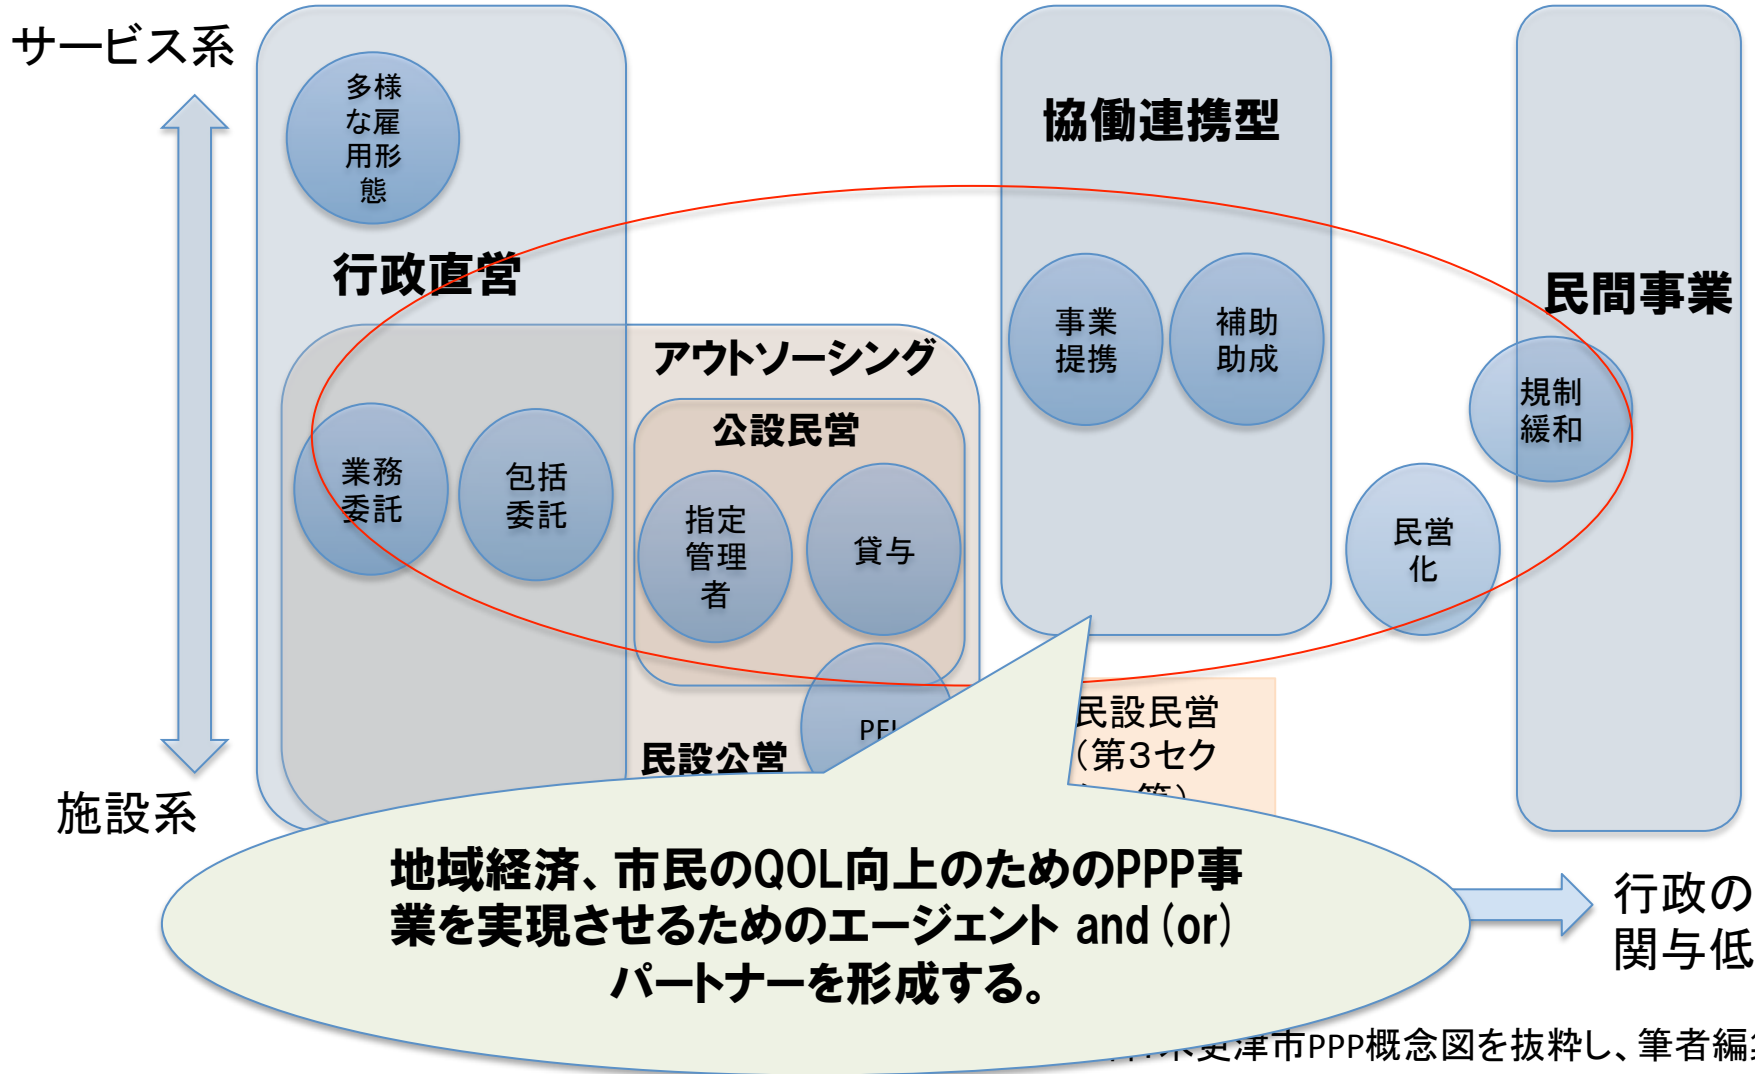 サービス系
多様
な雇
用形
態
協働連携型
行政直営
民間事業
事業
提携
補助
助成
アウトソーシング
規制
緩和
公設民営
業務
委託
包括
委託
指定
管理
者
貸与
民営
化
民設民営
（第3セク
等）
民設公営
施設系
地域経済、市民のQOL向上のためのPPP事
業を実現させるためのエージェント and (or)
パートナーを形成する。
行政の
関与低
木更津市PPP概念図を抜粋し、筆者編